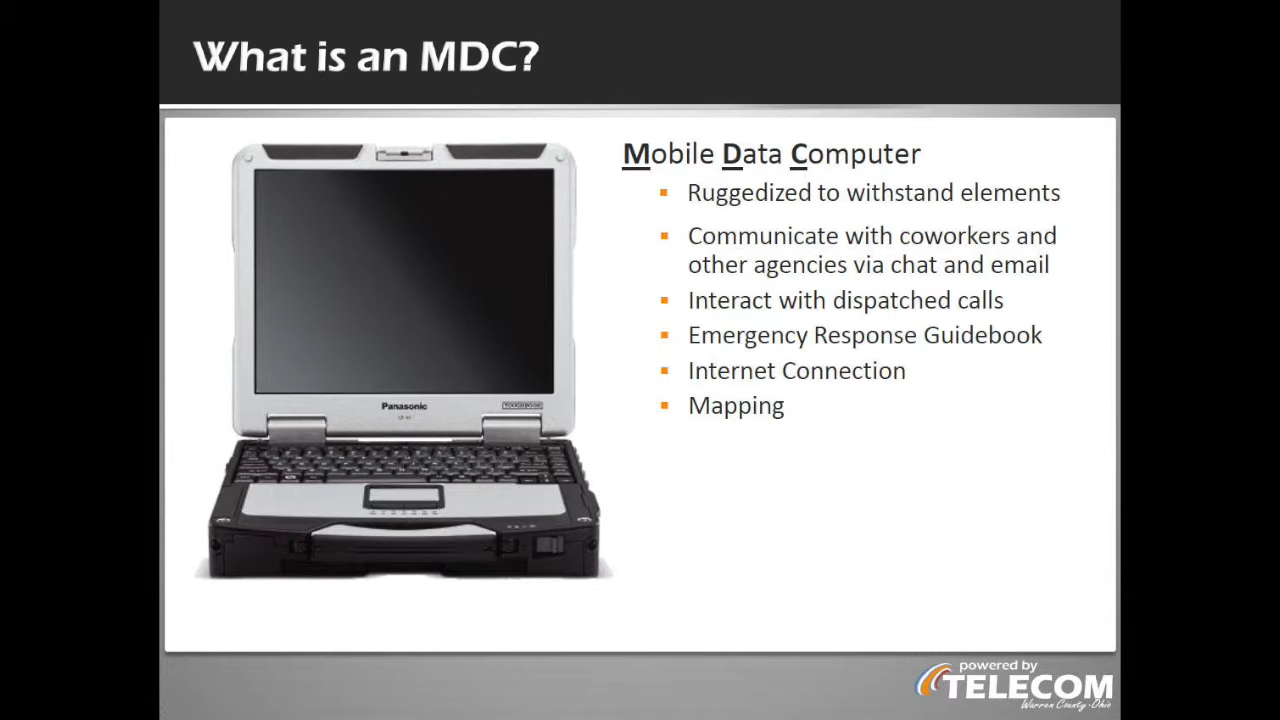 What is an MDC?
Mobile Data Computer
Ruggedized to withstand elements
Communicate with coworkers and
other agencies via chat and email
Interact with dispatched calls
Emergency Response Guidebook
Internet Connection
Mapping
Panasonic
TOUGHBOOK
powered by
TELECOM
Warren County - Ohio